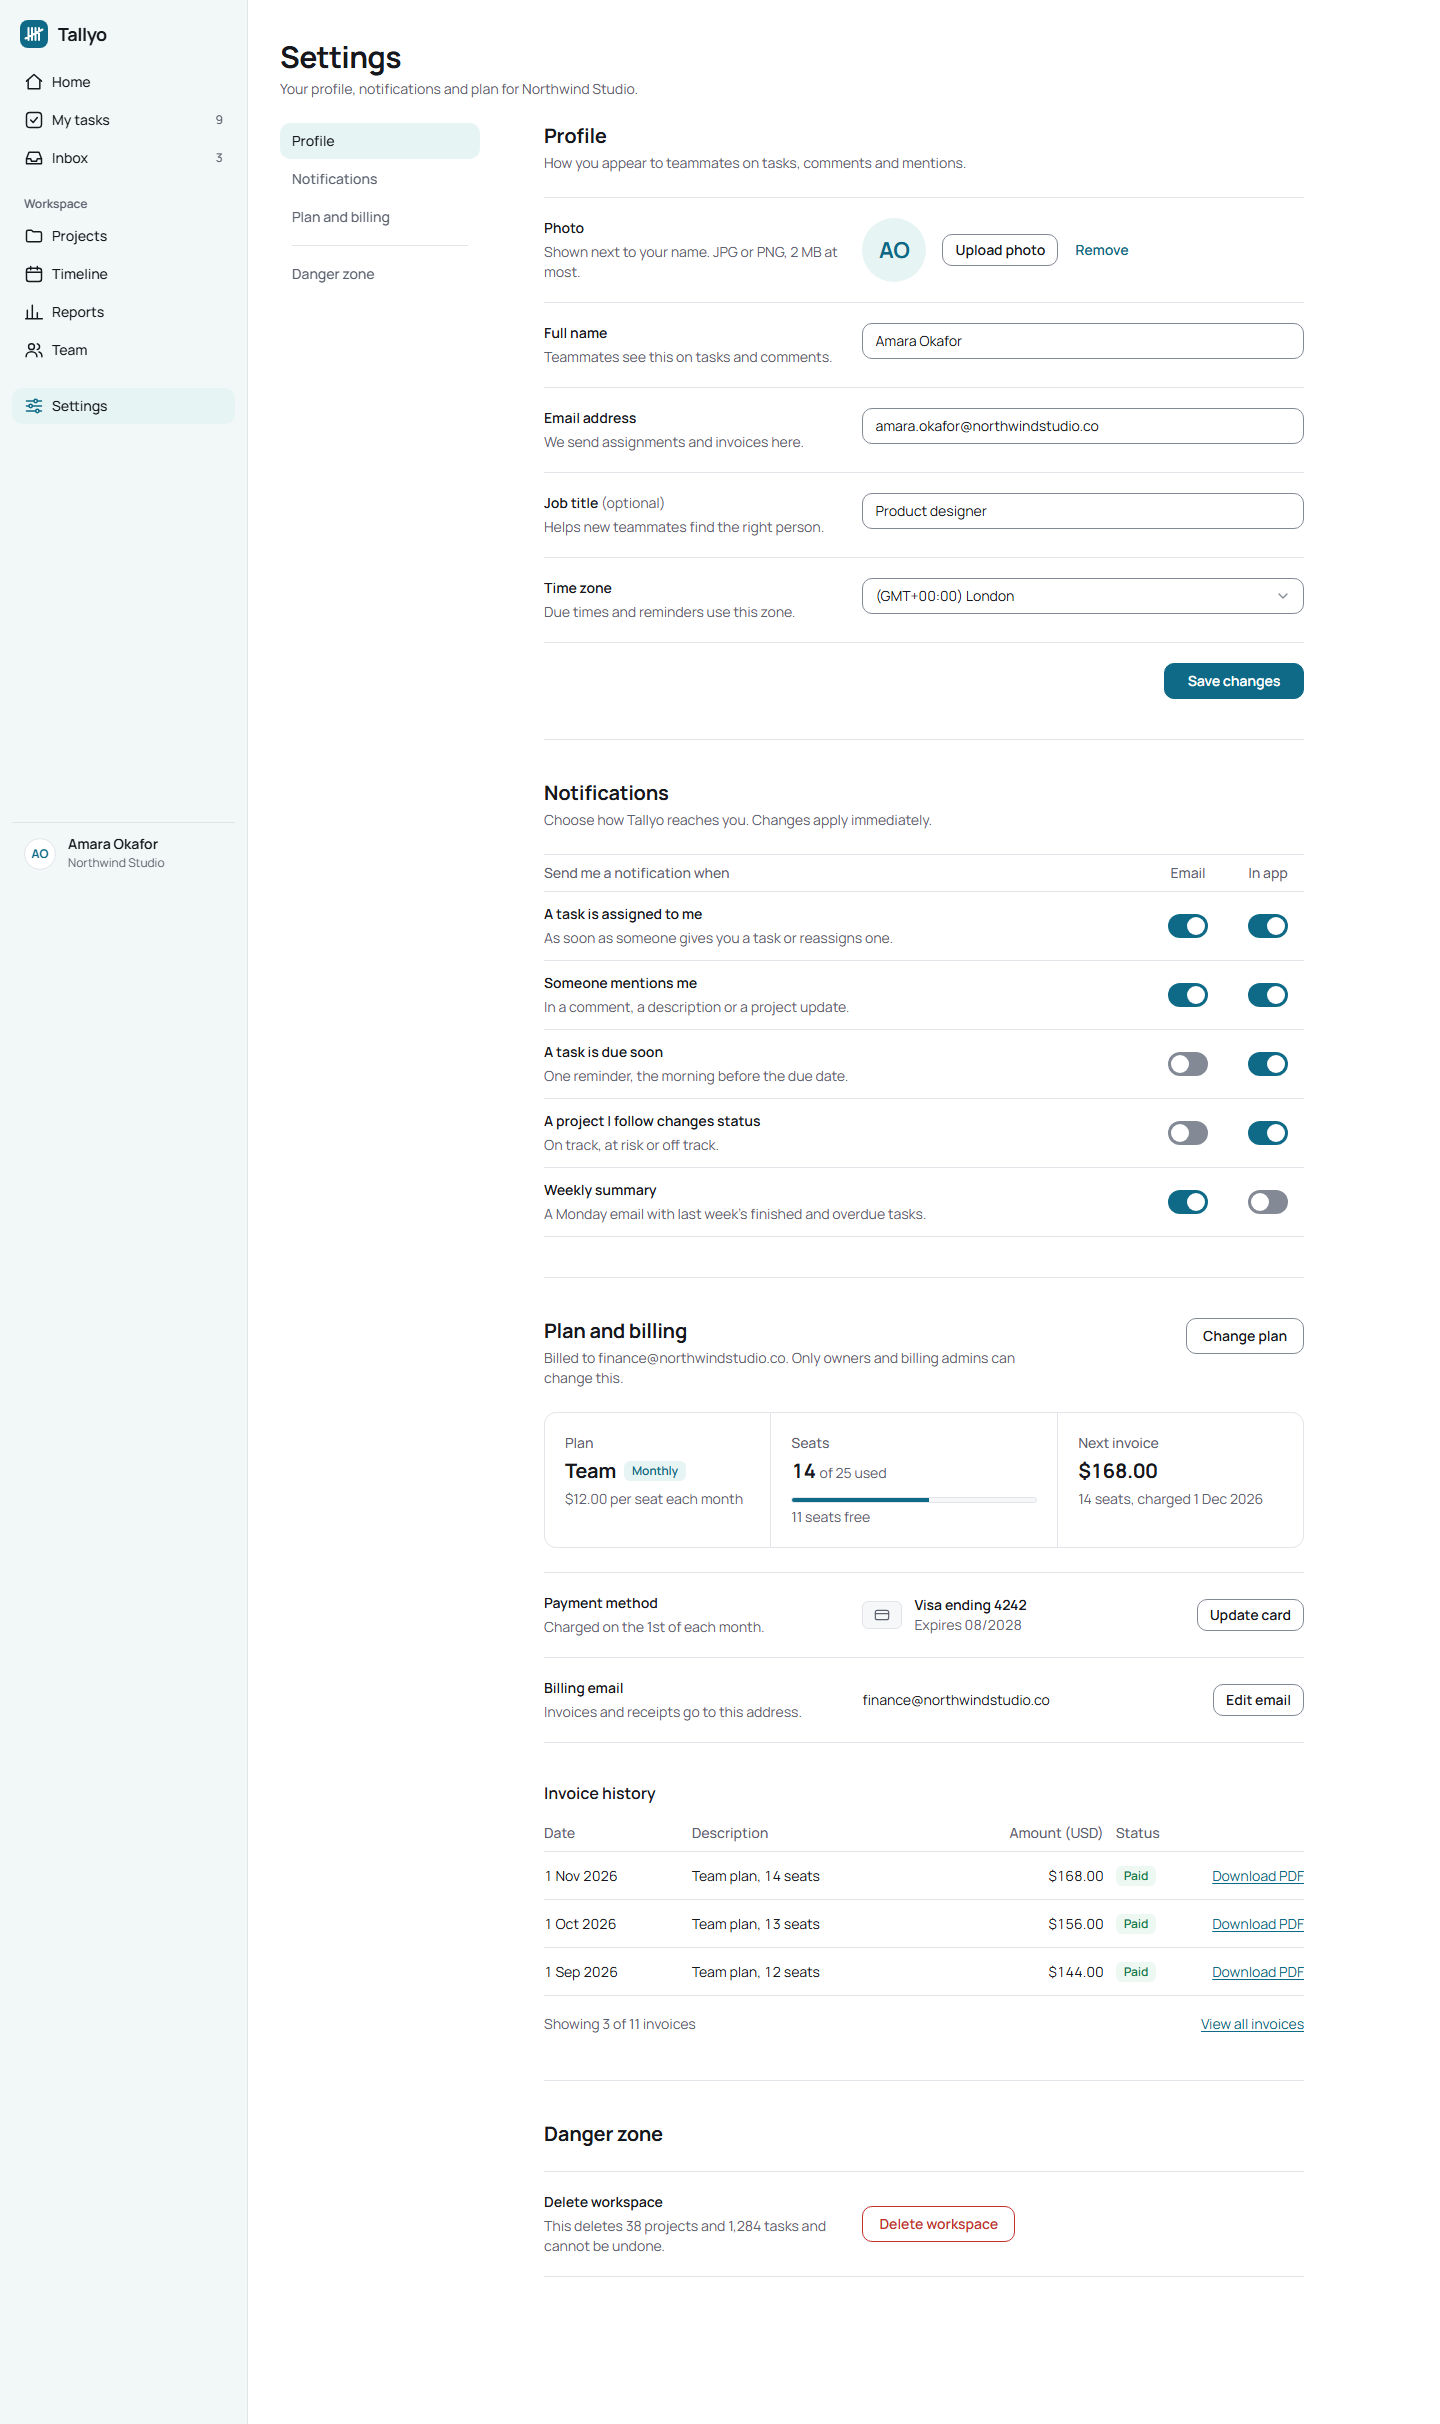 Tallyo
Home
My tasks 9
Inbox 3
Workspace
Projects
Timeline
Reports
Team
Settings
AO
Amara Okafor
Northwind Studio
Settings
Your profile, notifications and plan for Northwind Studio.
Profile
Notifications
Plan and billing
Danger zone
Profile
How you appear to teammates on tasks, comments and mentions.
Photo
Shown next to your name. JPG or PNG, 2 MB at
most.
AO
Upload photo
Remove
Full name
Teammates see this on tasks and comments.
Amara Okafor
Email address
We send assignments and invoices here.
amara.okafor@northwindstudio.co
Job title (optional)
Helps new teammates find the right person.
Product designer
Time zone
Due times and reminders use this zone.
(GMT+00:00) London
Save changes
Notifications
Choose how Tallyo reaches you. Changes apply immediately.
Send me a notification when Email In app
A task is assigned to me
As soon as someone gives you a task or reassigns one.
Someone mentions me
In a comment, a description or a project update.
A task is due soon
One reminder, the morning before the due date.
A project I follow changes status
On track, at risk or off track.
Weekly summary
A Monday email with last week's finished and overdue tasks.
Plan and billing
Billed to finance@northwindstudio.co. Only owners and billing admins can
change this.
Change plan
Plan
Team Monthly
$12.00 per seat each month
Seats
14 of 25 used
11 seats free
Next invoice
$168.00
14 seats, charged 1 Dec 2026
Payment method
Charged on the 1st of each month.
Visa ending 4242
Expires 08/2028
Update card
Billing email
Invoices and receipts go to this address.
finance@northwindstudio.co
Edit email
Invoice history
Date Description Amount (USD) Status
1 Nov 2026 Team plan, 14 seats $168.00 Paid Download PDF
1 Oct 2026 Team plan, 13 seats $156.00 Paid Download PDF
1 Sep 2026 Team plan, 12 seats $144.00 Paid Download PDF
Showing 3 of 11 invoices View all invoices
Danger zone
Delete workspace
This deletes 38 projects and 1,284 tasks and
cannot be undone.
Delete workspace